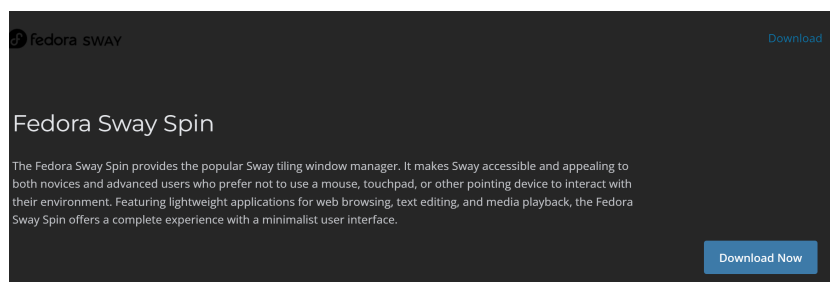 fedora SWAY
Download
Fedora Sway Spin
The Fedora Sway Spin provides the popular Sway tiling window manager. It makes Sway accessible and appealing to
both novices and advanced users who prefer not to use a mouse, touchpad, or other pointing device to interact with
their environment. Featuring lightweight applications for web browsing, text editing, and media playback, the Fedora
Sway Spin offers a complete experience with a minimalist user interface.
Download Now